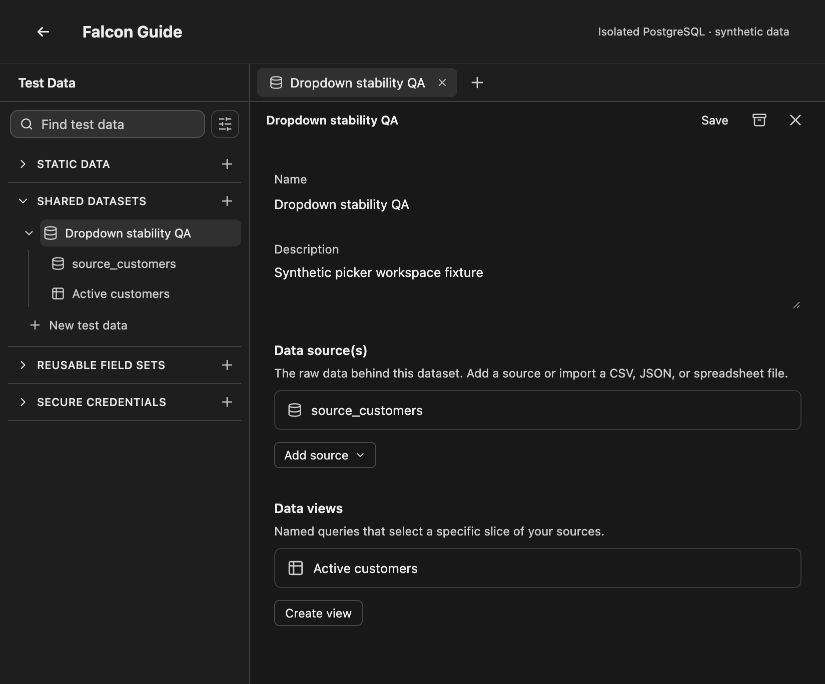 Falcon Guide
Isolated PostgreSQL · synthetic data
Test Data
Dropdown stability QA
Find test data
Dropdown stability QA
Save
STATIC DATA
SHARED DATASETS
Dropdown stability QA
source_customers
Active customers
New test data
REUSABLE FIELD SETS
SECURE CREDENTIALS
Name
Dropdown stability QA
Description
Synthetic picker workspace fixture
Data source(s)
The raw data behind this dataset. Add a source or import a CSV, JSON, or spreadsheet file.
source_customers
Add source
Data views
Named queries that select a specific slice of your sources.
Active customers
Create view